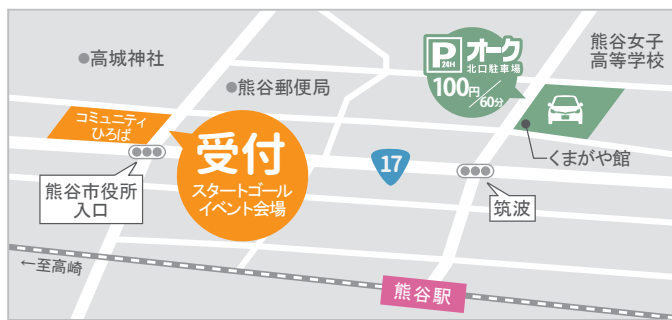 高城神社
熊谷郵便局
コミュニティ
ひろば
受付
スタートゴール
イベント会場
熊谷市役所
入口
17
P
24H
オーク
北口駐車場
100円/60分
熊谷女子
高等学校
くまがや館
筑波
←至高崎
熊谷駅